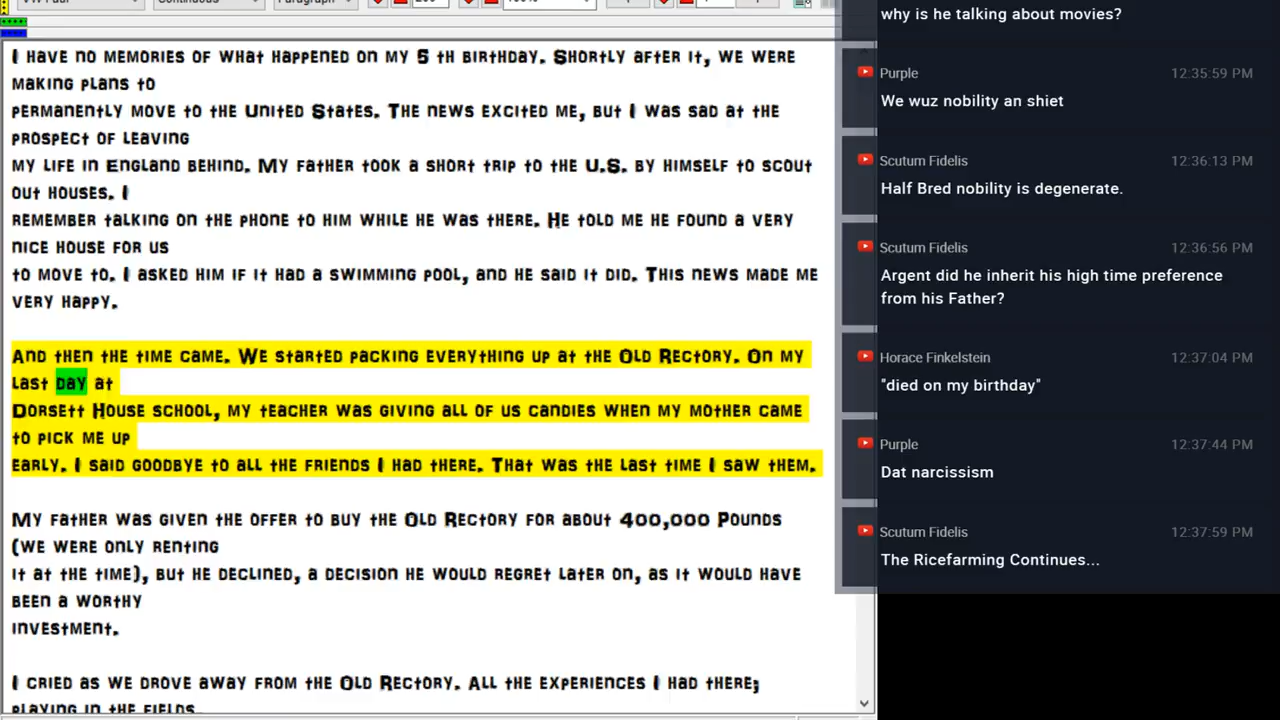 I have no memories of what happened on my 5 th birthday. Shortly after it, we were
making plans to
permanently move to the United States. The news excited me, but I was sad at the
prospect of leaving
my life in England behind. My father took a short trip to the U.S. by himself to scout
out houses. I
remember talking on the phone to him while he was there. He told me he found a very
nice house for us
to move to. I asked him if it had a swimming pool, and he said it did. This news made me
very happy.
And then the time came. We started packing everything up at the Old Rectory. On my
last day at
Dorsett House school, my teacher was giving all of us candies when my mother came
to pick me up
early. I said goodbye to all the friends I had there. That was the last time I saw them.
My father was given the offer to buy the Old Rectory for about 400,000 Pounds
(we were only renting
it at the time), but he declined, a decision he would regret later on, as it would have
been a worthy
investment.
I cried as we drove away from the Old Rectory. All the experiences I had there;
playing in the fields,
why is he talking about movies?
Purple 12:35:59 PM
We wuz nobility an shiet
Scutum Fidelis 12:36:13 PM
Half Bred nobility is degenerate.
Scutum Fidelis 12:36:56 PM
Argent did he inherit his high time preference
from his Father?
Horace Finkelstein 12:37:04 PM
"died on my birthday"
Purple 12:37:44 PM
Dat narcissism
Scutum Fidelis 12:37:59 PM
The Ricefarming Continues...